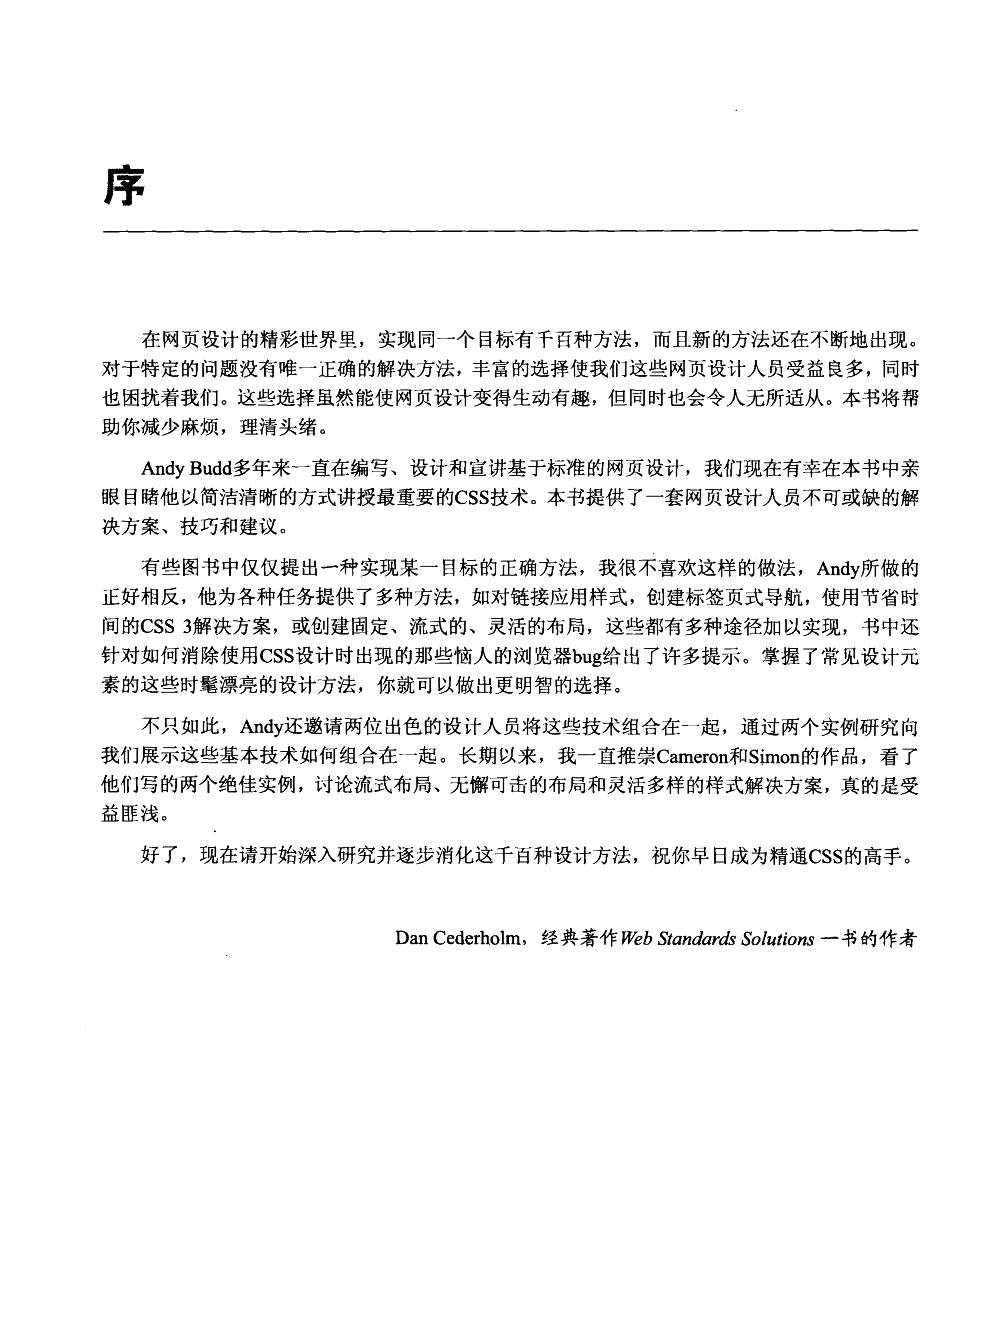 序
在网页设计的精彩世界里，实现同一个目标有千百种方法，而且新的方法还在不断地出现。
对于特定的问题没有唯一正确的解决方法，丰富的选择使我们这些网页设计人员受益良多，同时
也困扰着我们。这些选择虽然能使网页设计变得生动有趣，但同时也会令人无所适从。本书将帮
助你减少麻烦，理清头绪。
Andy Budd多年来一直在编写、设计和宣讲基于标准的网页设计，我们现在有幸在本书中亲
眼目睹他以简洁清晰的方式讲授最重要的CSS技术。本书提供了一套网页设计人员不可或缺的解
决方案、技巧和建议。
有些图书中仅仅提出一种实现某一目标的正确方法，我很不喜欢这样的做法，Andy所做的
正好相反，他为各种任务提供了多种方法，如对链接应用样式，创建标签页式导航，使用节省时
间的CSS 3解决方案，或创建固定、流式的、灵活的布局，这些都有多种途径加以实现，书中还
针对如何消除使用CSS设计时出现的那些恼人的浏览器bug给出了许多提示。掌握了常见设计元
素的这些时髦漂亮的设计方法，你就可以做出更明智的选择。
不只如此，Andy还邀请两位出色的设计人员将这些技术组合在一起，通过两个实例研究向
我们展示这些基本技术如何组合在一起。长期以来，我一直推崇Cameron和Simon的作品，看了
他们写的两个绝佳实例，讨论流式布局、无懈可击的布局和灵活多样的样式解决方案，真的是受
益匪浅。
好了，现在请开始深入研究并逐步消化这千百种设计方法，祝你早日成为精通CSS的高手。
Dan Cederholm，经典著作Web Standards Solutions 一书的作者